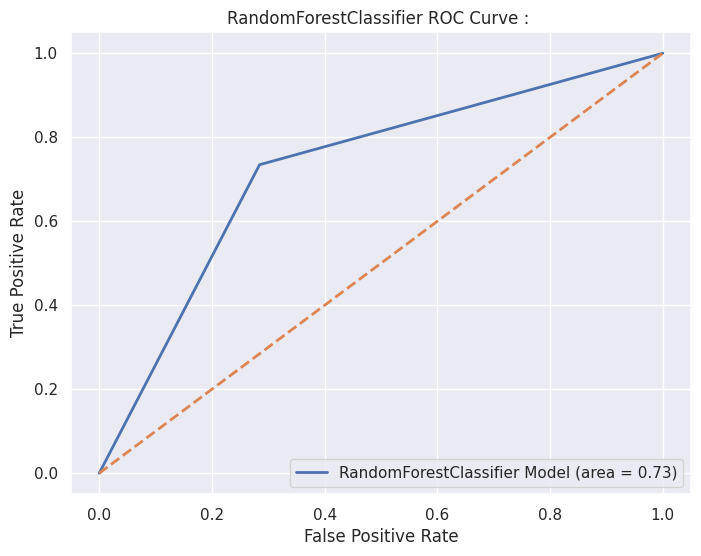 RandomForestClassifier ROC Curve :
True Positive Rate
1.0
0.8
0.6
0.4
0.2
0.0
RandomForestClassifier Model (area = 0.73)
0.0 0.2 0.4 0.6 0.8 1.0
False Positive Rate